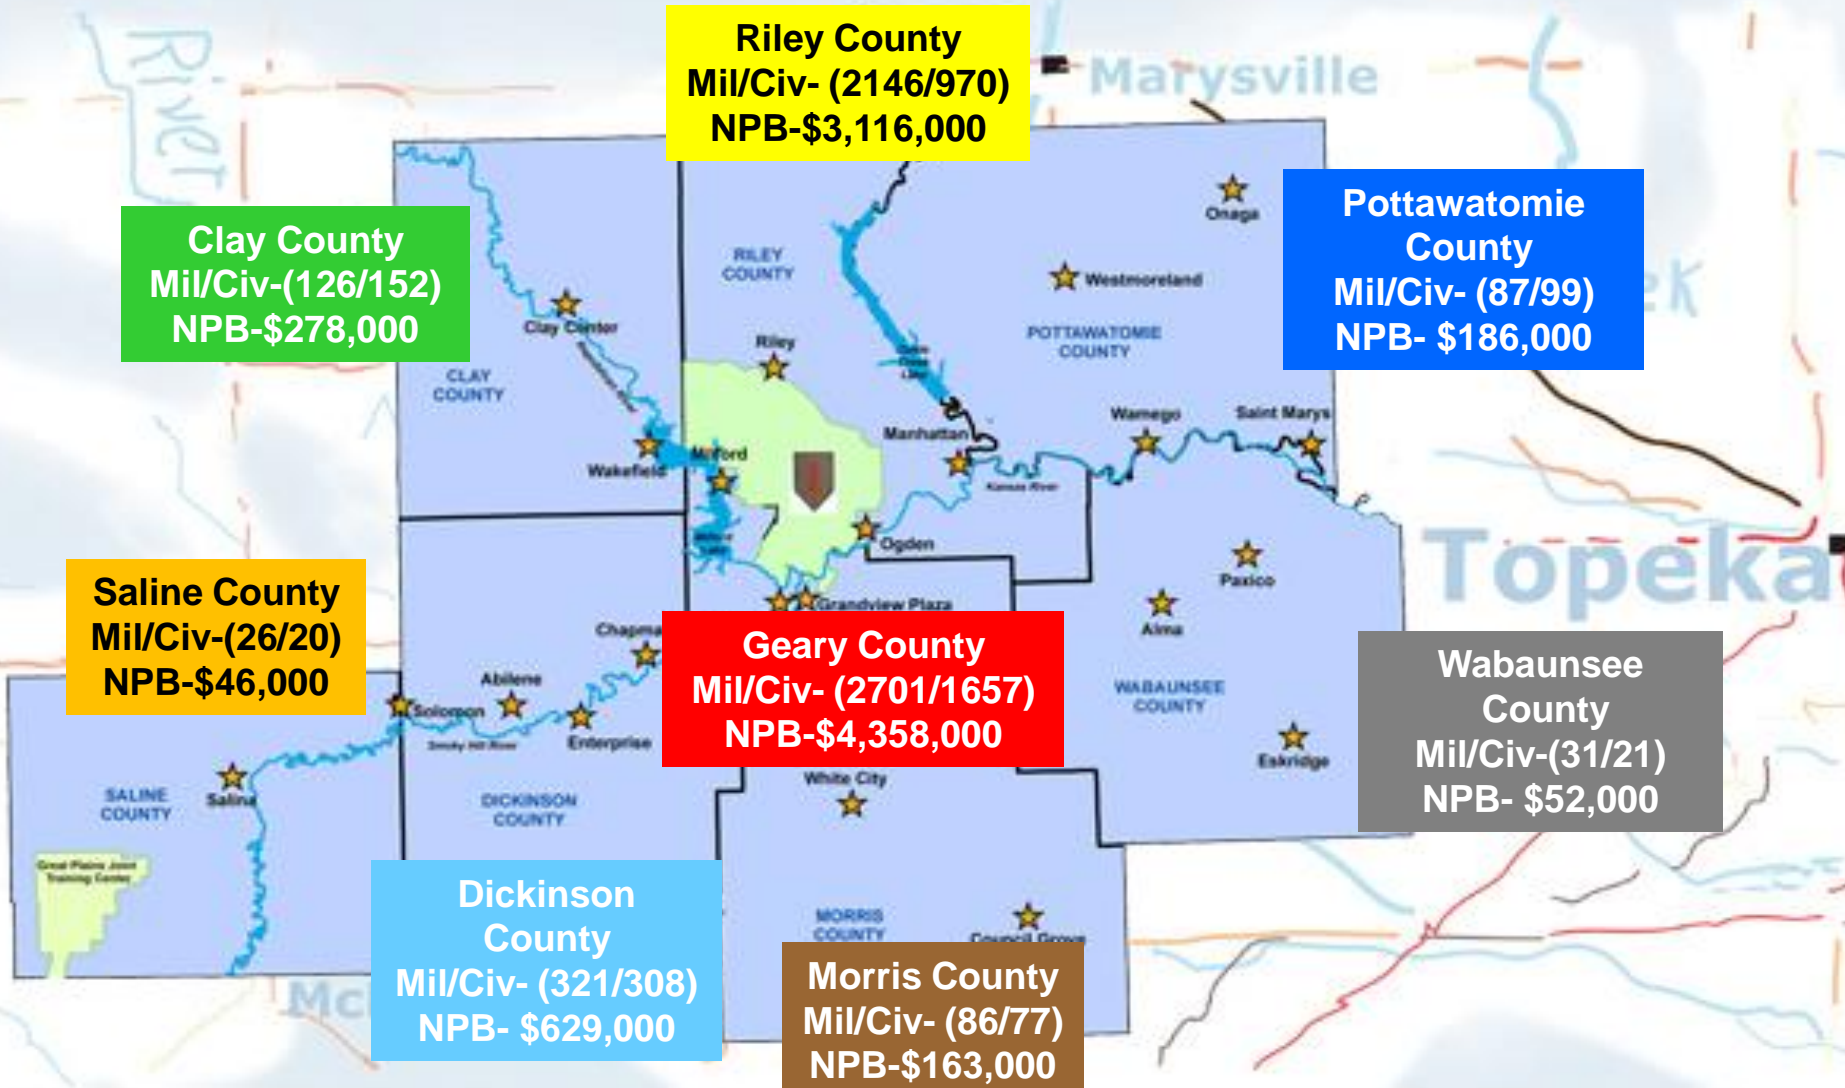 Riley County
Mil/Civ- (2146/970)
NPB-$3,116,000
River
Marysville
Pottawatomie
County
Mil/Civ- (87/99)
NPB- $186,000
Clay County
Mil/Civ-(126/152)
NPB-$278,000
Onaga
RILEY
COUNTY
Westmoreland
Clay Center
POTTAWATOMIE
COUNTY
Riley
CLAY
COUNTY
Wamego
Saint Marys
Manhattan
Milford
Wakefield
Kansas River
Ogden
Topeka
Paxico
Saline County
Mil/Civ-(26/20)
NPB-$46,000
Grandview Plaza
Alma
Geary County
Mil/Civ- (2701/1657)
NPB-$4,358,000
Wabaunsee
County
Mil/Civ-(31/21)
NPB- $52,000
Abilene
Solomon
Smoky Hill River
Enterprise
WABAUNSEE
COUNTY
Eskridge
White City
Salina
SALINE
COUNTY
DICKINSON
COUNTY
Great Plains Joint
Training Center
Dickinson
County
Mil/Civ- (321/308)
NPB- $629,000
MORRIS
COUNTY
Council Grove
Morris County
Mil/Civ- (86/77)
NPB-$163,000